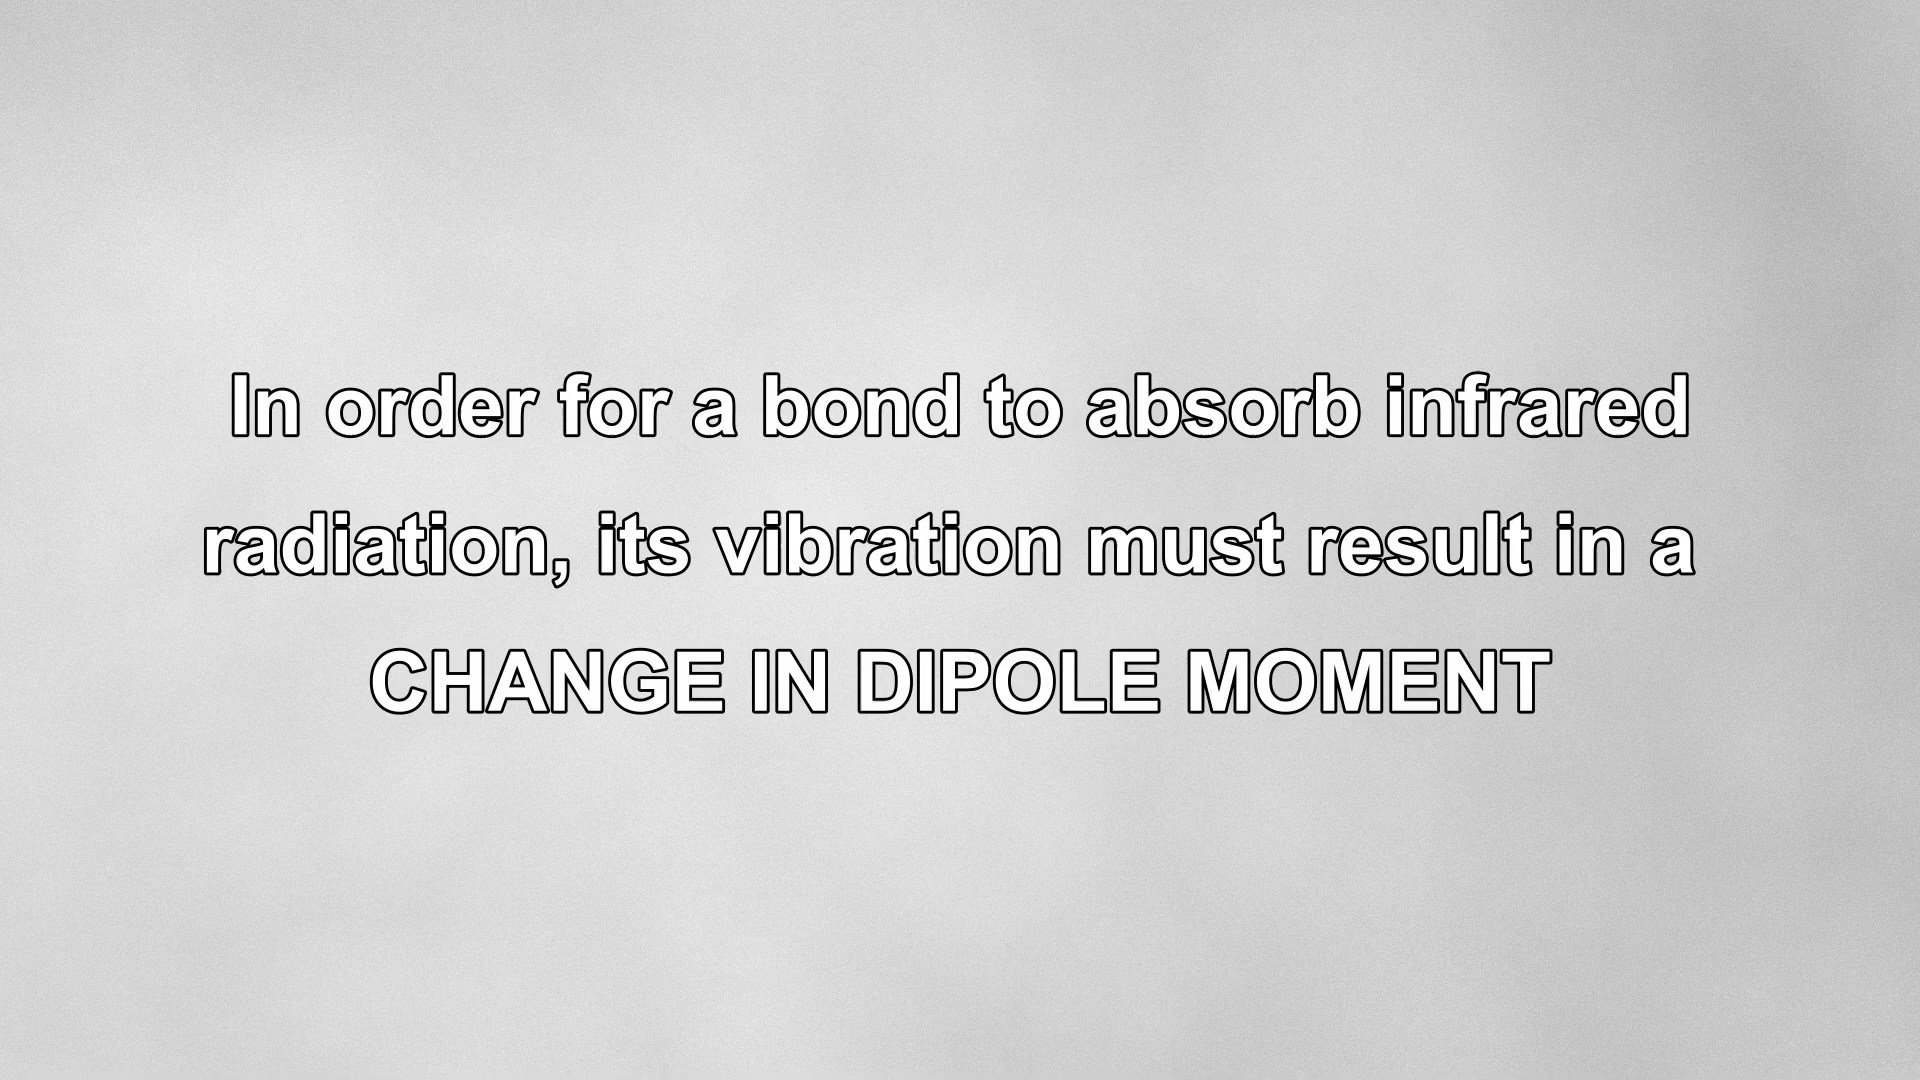 In order for a bond to absorb infrared
radiation, its vibration must result in a
CHANGE IN DIPOLE MOMENT